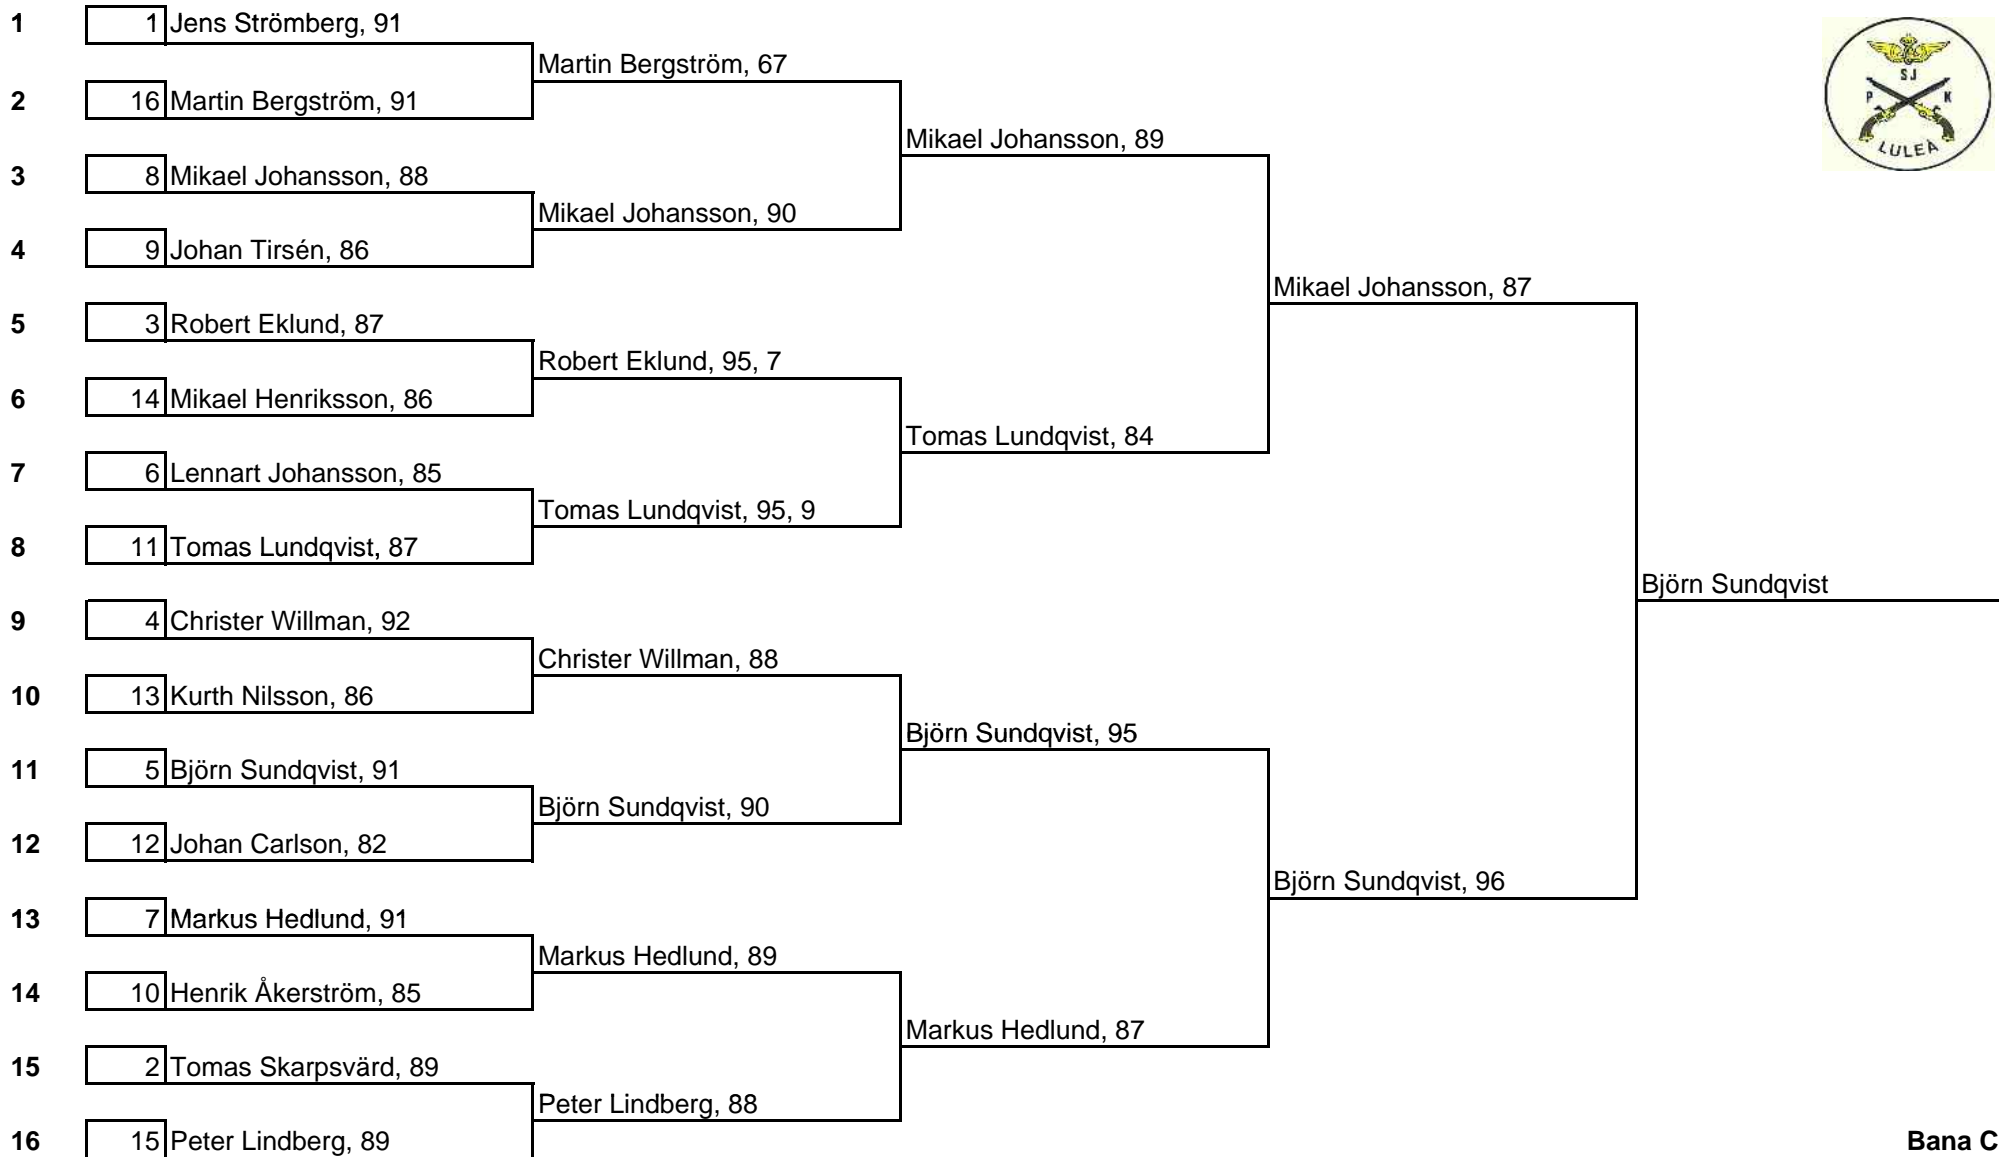 1 1 Jens Strömberg, 91
Martin Bergström, 67
2 16 Martin Bergström, 91
Mikael Johansson, 89
3 8 Mikael Johansson, 88
Mikael Johansson, 90
4 9 Johan Tirsén, 86
Mikael Johansson, 87
5 3 Robert Eklund, 87
Robert Eklund, 95, 7
6 14 Mikael Henriksson, 86
Tomas Lundqvist, 84
7 6 Lennart Johansson, 85
Tomas Lundqvist, 95, 9
8 11 Tomas Lundqvist, 87
Björn Sundqvist
9 4 Christer Willman, 92
Christer Willman, 88
10 13 Kurth Nilsson, 86
Björn Sundqvist, 95
11 5 Björn Sundqvist, 91
Björn Sundqvist, 90
12 12 Johan Carlson, 82
Björn Sundqvist, 96
13 7 Markus Hedlund, 91
Markus Hedlund, 89
14 10 Henrik Åkerström, 85
Markus Hedlund, 87
15 2 Tomas Skarpsvärd, 89
Peter Lindberg, 88
16 15 Peter Lindberg, 89
Bana C
SJ
P K
LULEÅ